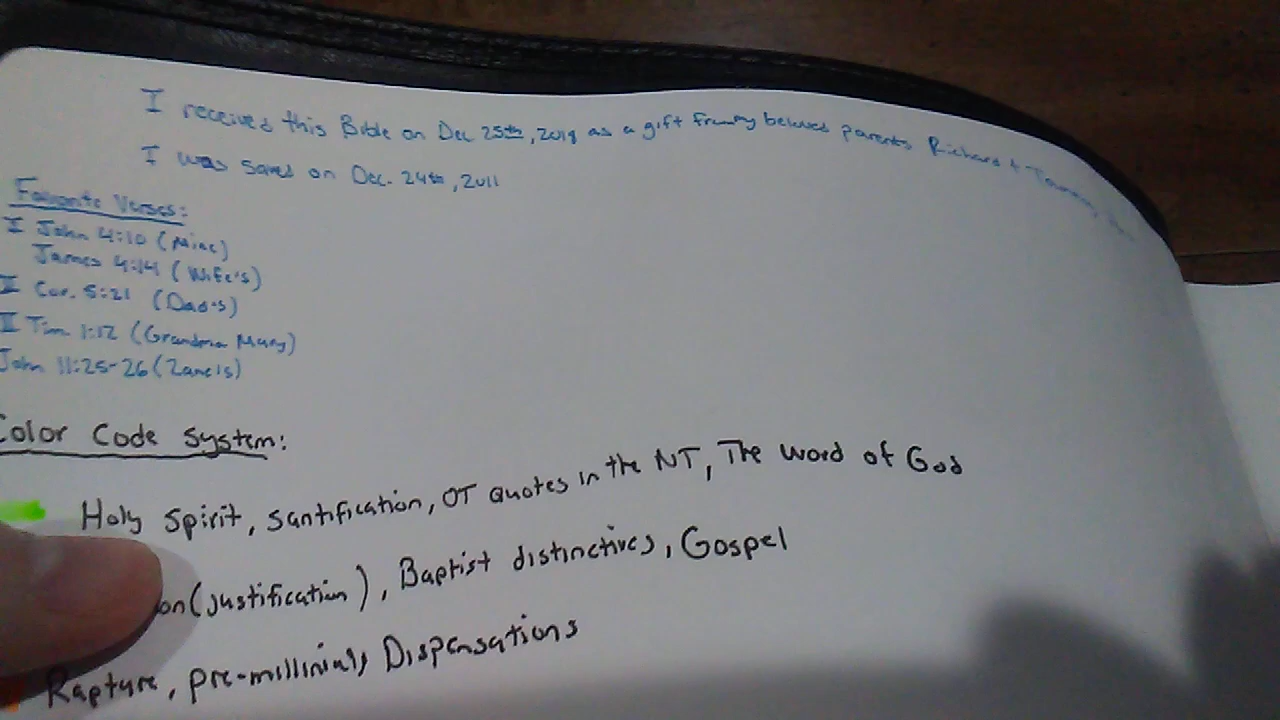 I received this Bible on Dec 25th, 2018 as a gift from my beloved parents Richard +
I was saved on Dec. 24th, 2011
Favorite Verses:
I John 4:10 (Mine)
James 4:14 (Wife's)
II Cor. 5:21 (Dad's)
II Tim 1:12 (Grandma Mary)
John 11:25-26 (Zane's)
Color Code System:
Holy Spirit, santification, OT quotes in the NT, The Word of God
on (justification), Baptist distinctives, Gospel
Rapture, pre-millinial, Dispensations